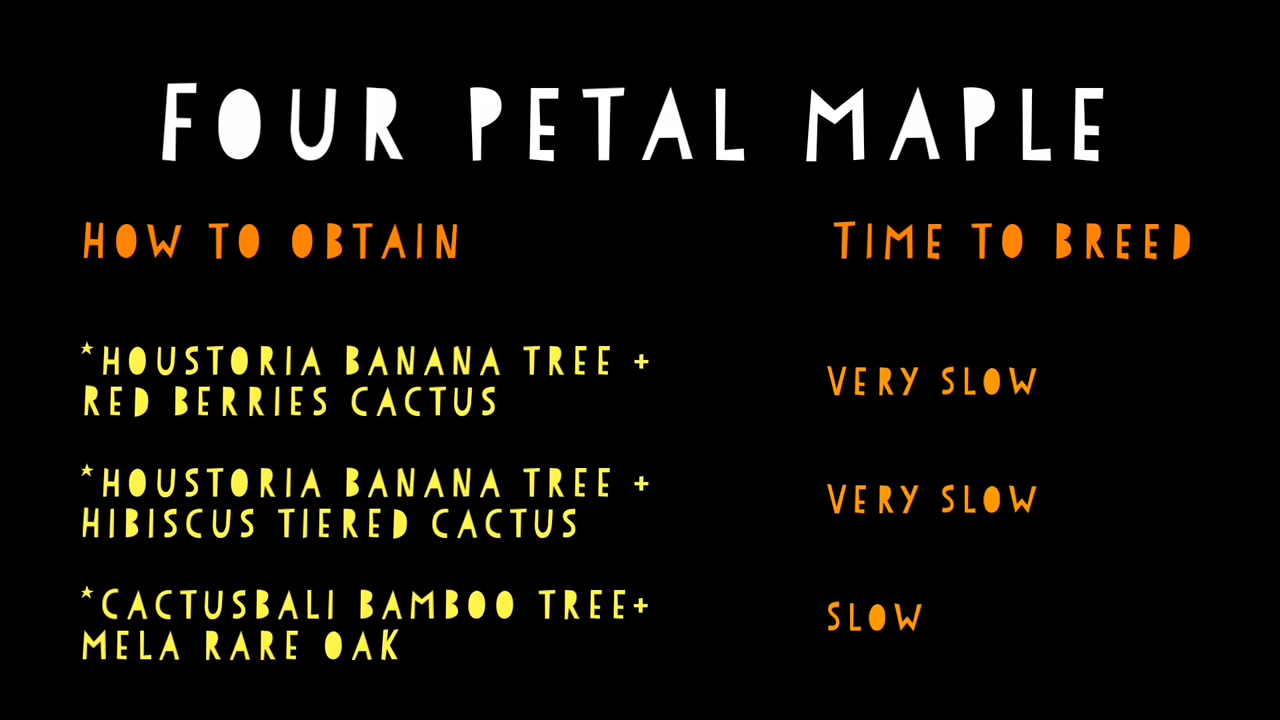 FOUR PETAL MAPLE
HOW TO OBTAIN
TIME TO BREED
*HOUSTORIA BANANA TREE +
RED BERRIES CACTUS
VERY SLOW
*HOUSTORIA BANANA TREE +
HIBISCUS TIERED CACTUS
VERY SLOW
*CACTUSBALI BAMBOO TREE+
MELA RARE OAK
SLOW